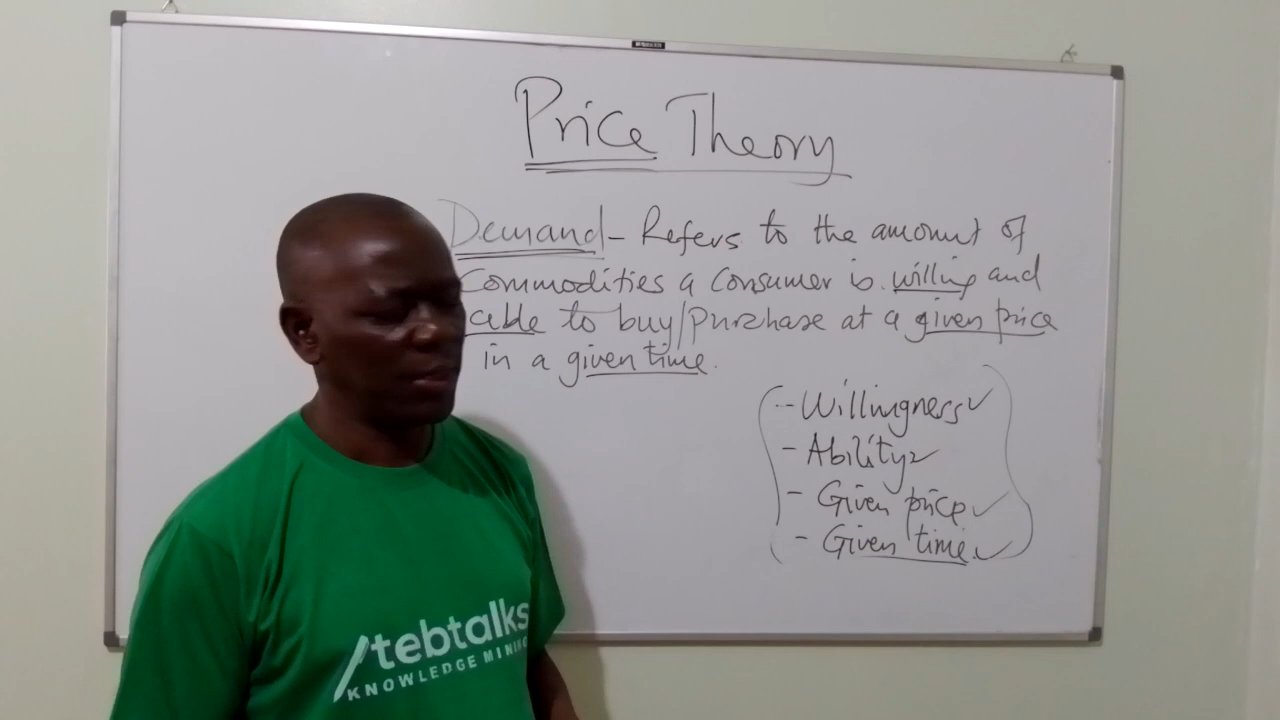 Price Theory
Demand - Refers to the amount of
Commodities a Consumer is willing and
able to buy/purchase at a given price
in a given time.
- Willingness ✓
- Ability ✓
- Given price ✓
- Given time. ✓
tebtalks
KNOWLEDGE MINING